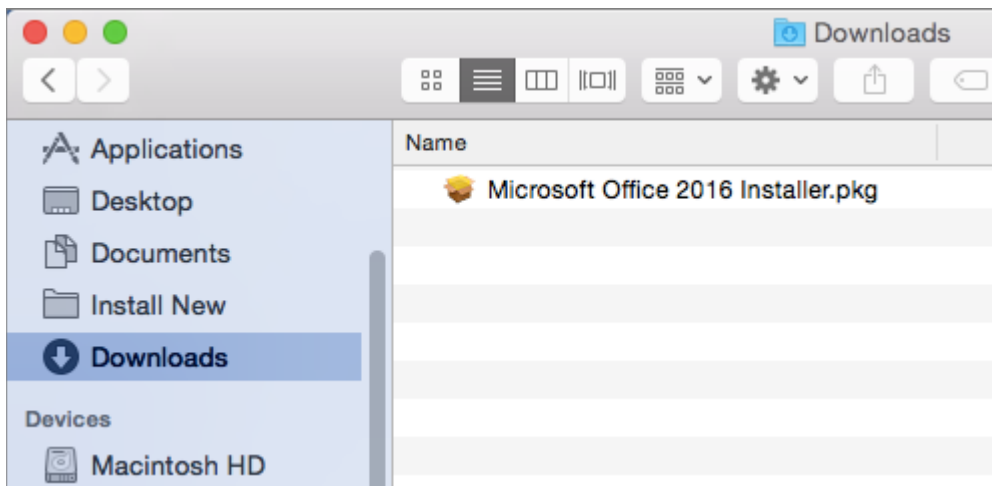 Downloads
Applications
Desktop
Documents
Install New
Downloads
Devices
Macintosh HD
Name
Microsoft Office 2016 Installer.pkg